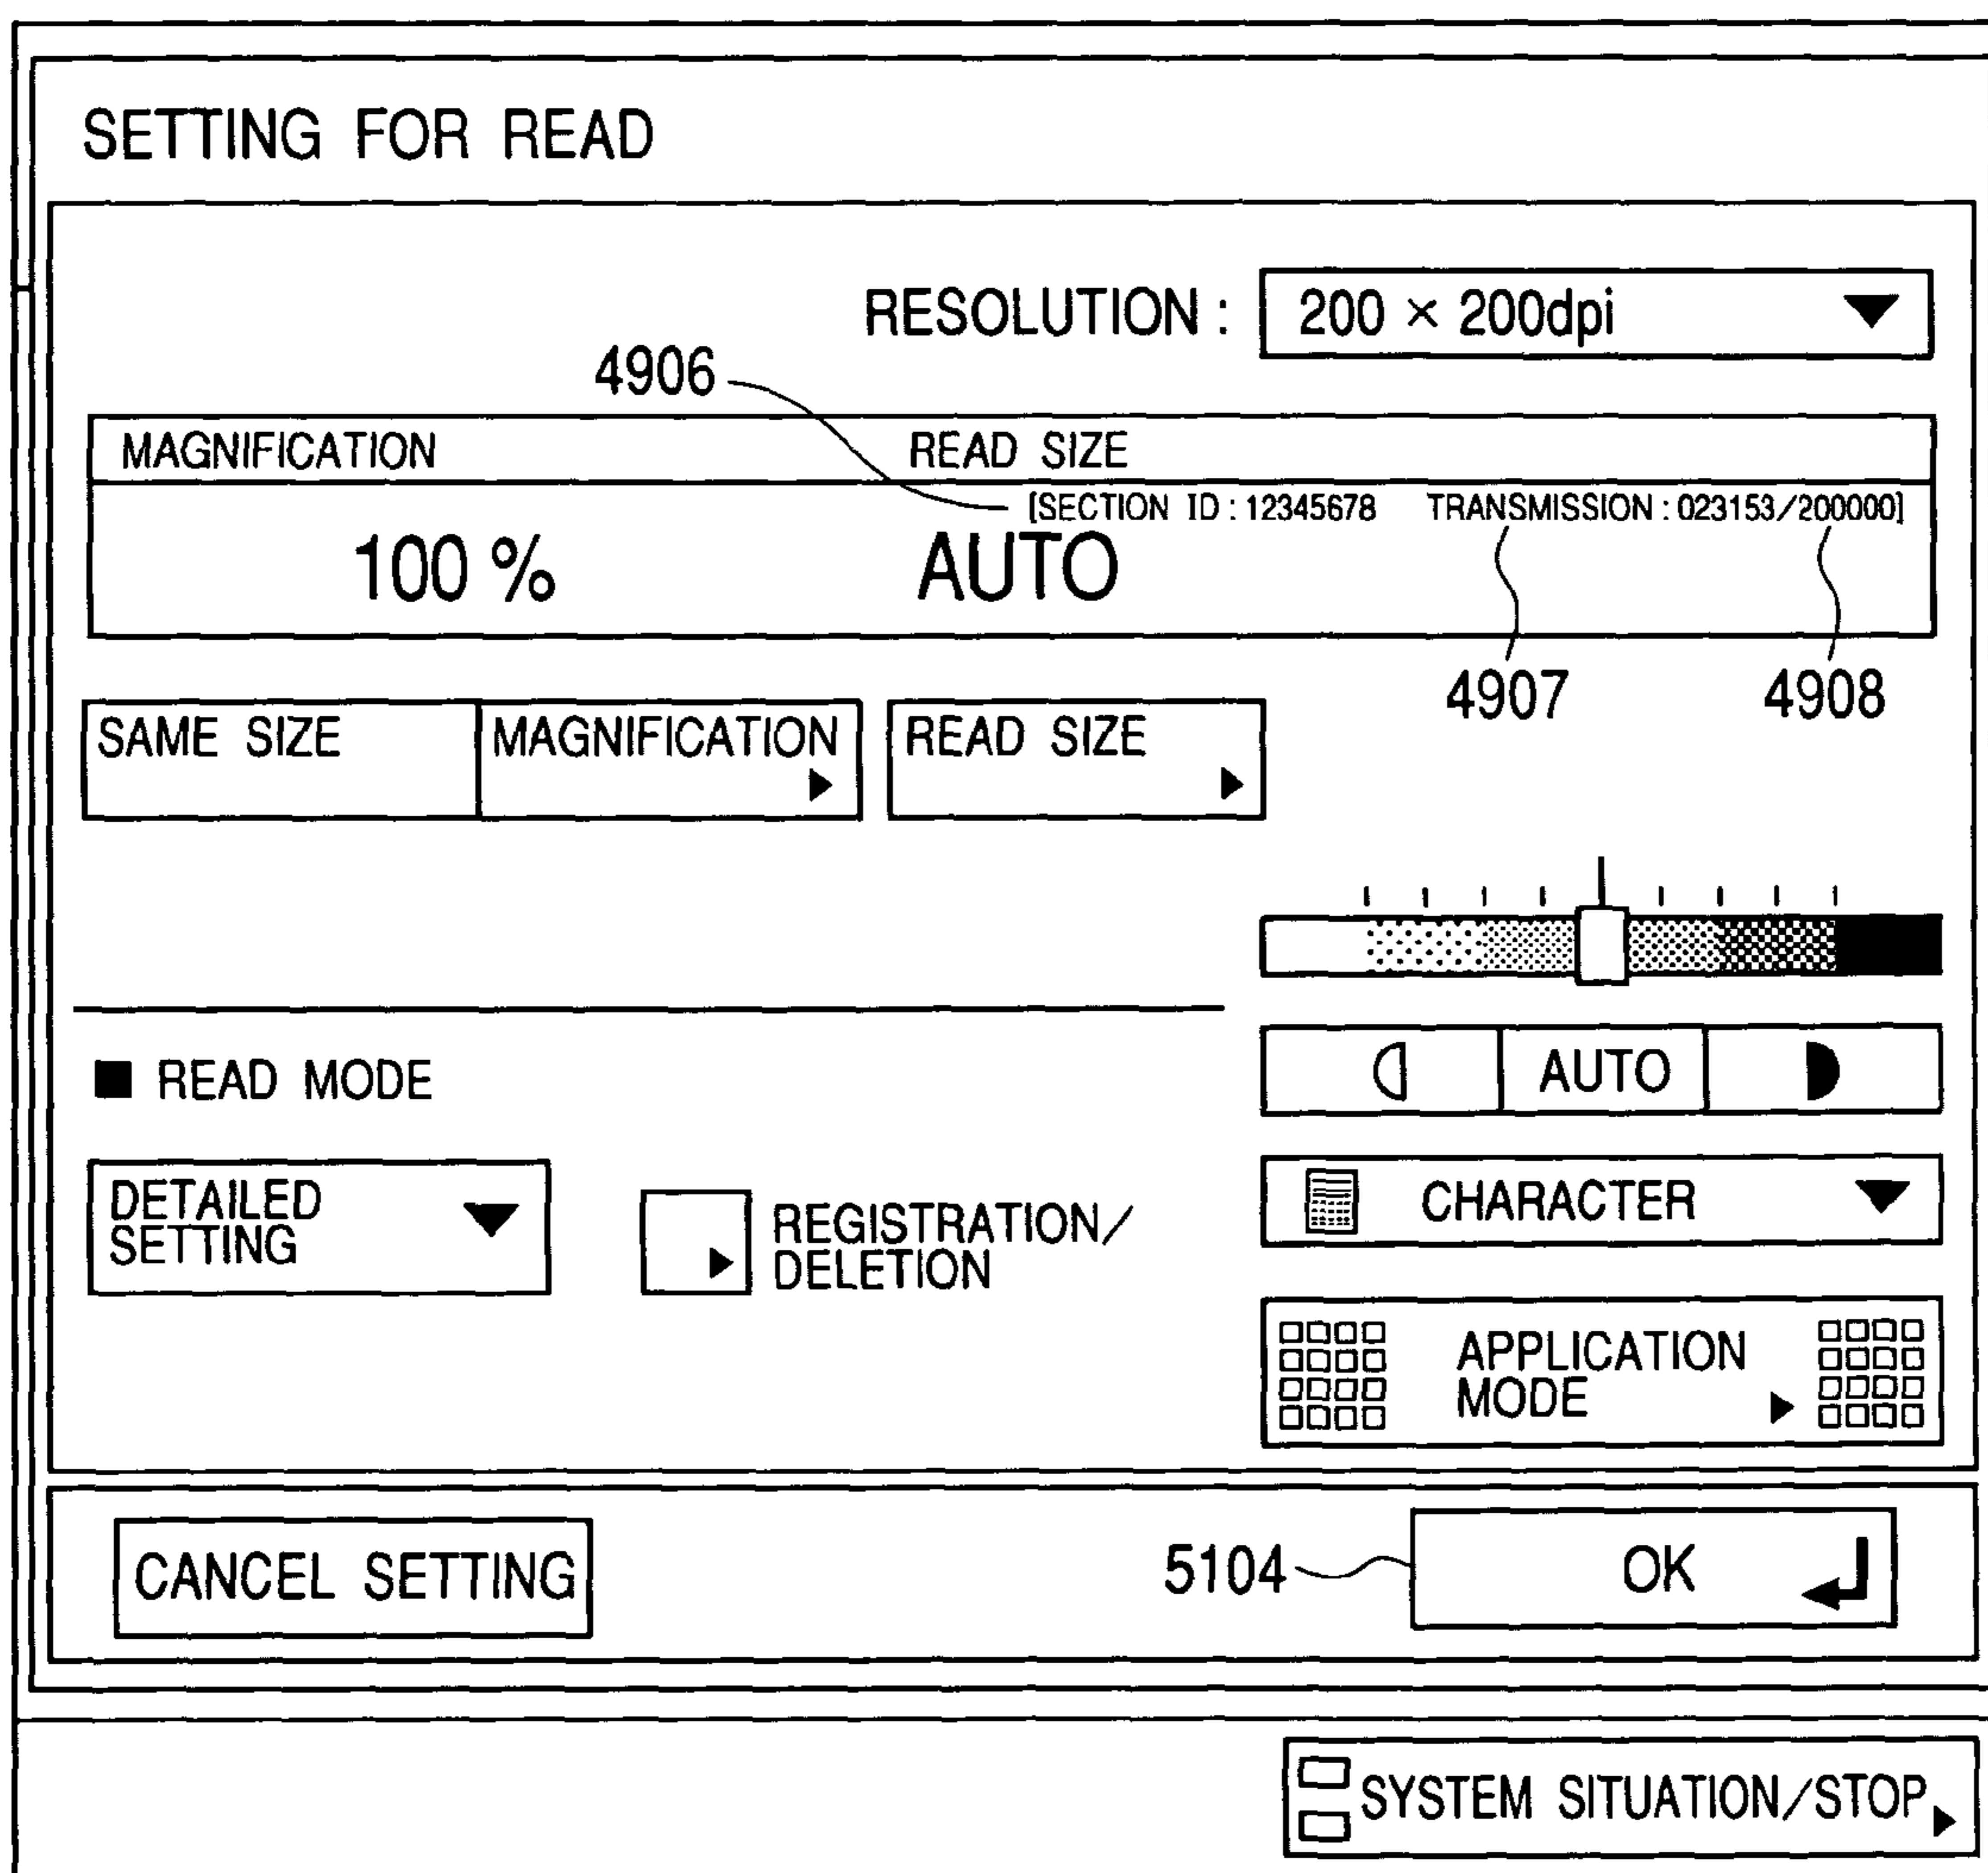 SETTING FOR READ
RESOLUTION : 200 × 200dpi
4906
MAGNIFICATION READ SIZE
[SECTION ID : 12345678 TRANSMISSION : 023153/200000]
100 % AUTO
4907 4908
SAME SIZE MAGNIFICATION READ SIZE
■ READ MODE
AUTO
DETAILED
SETTING
REGISTRATION/
DELETION
CHARACTER
APPLICATION
MODE
CANCEL SETTING
5104
OK
SYSTEM SITUATION/STOP